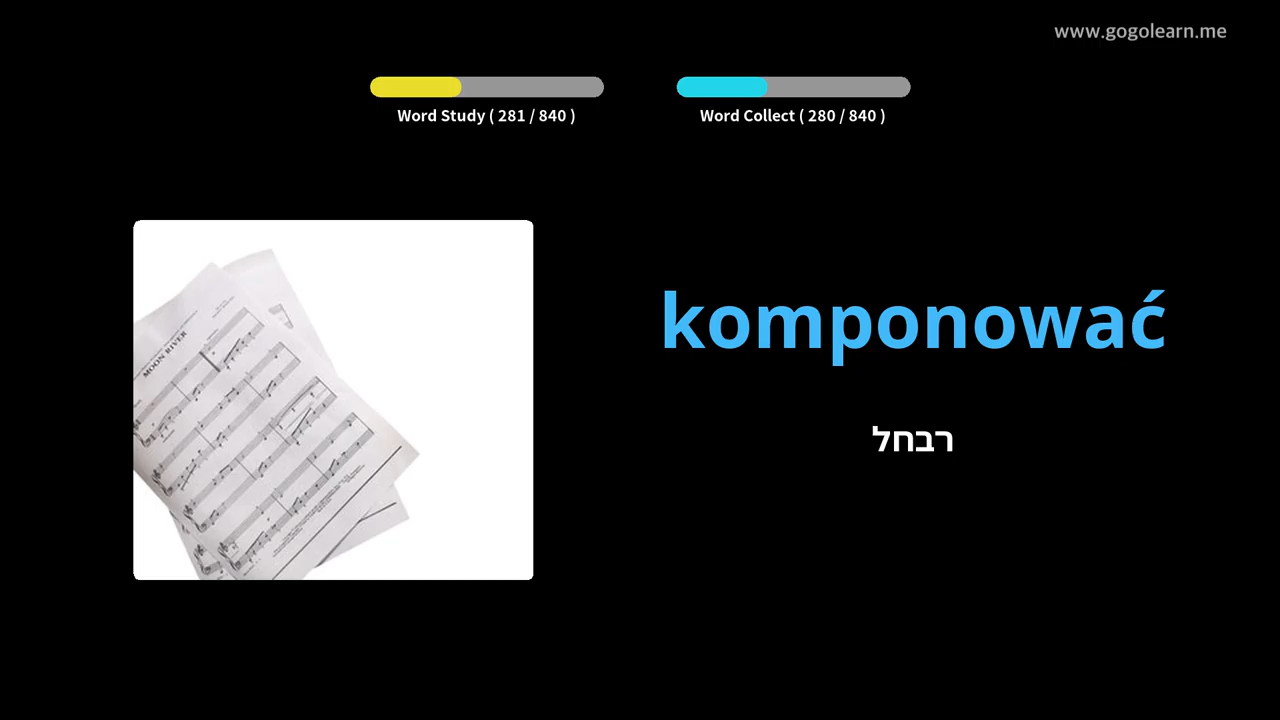 www.gogolearn.me
Word Study ( 281 / 840 )
Word Collect ( 280 / 840 )
MOON RIVER
komponować
רבחל